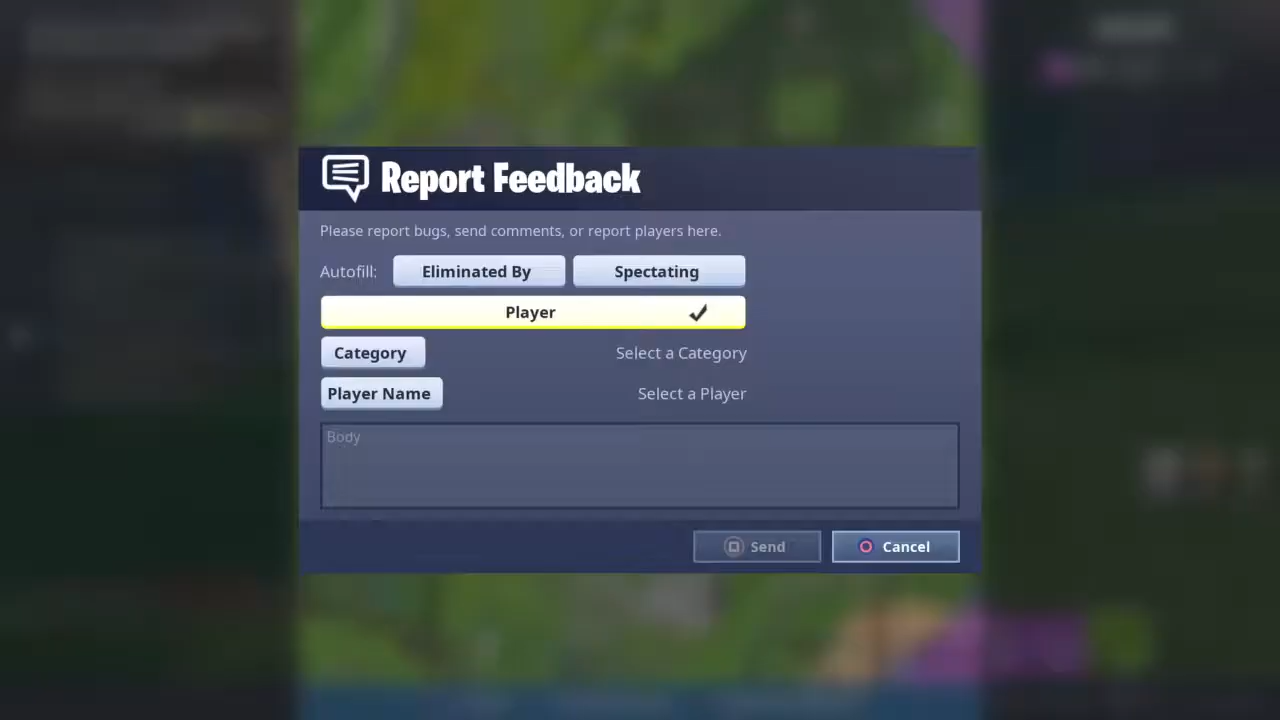 Report Feedback
Please report bugs, send comments, or report players here.
Autofill: Eliminated By Spectating
Player
Category Select a Category
Player Name Select a Player
Body
Send Cancel